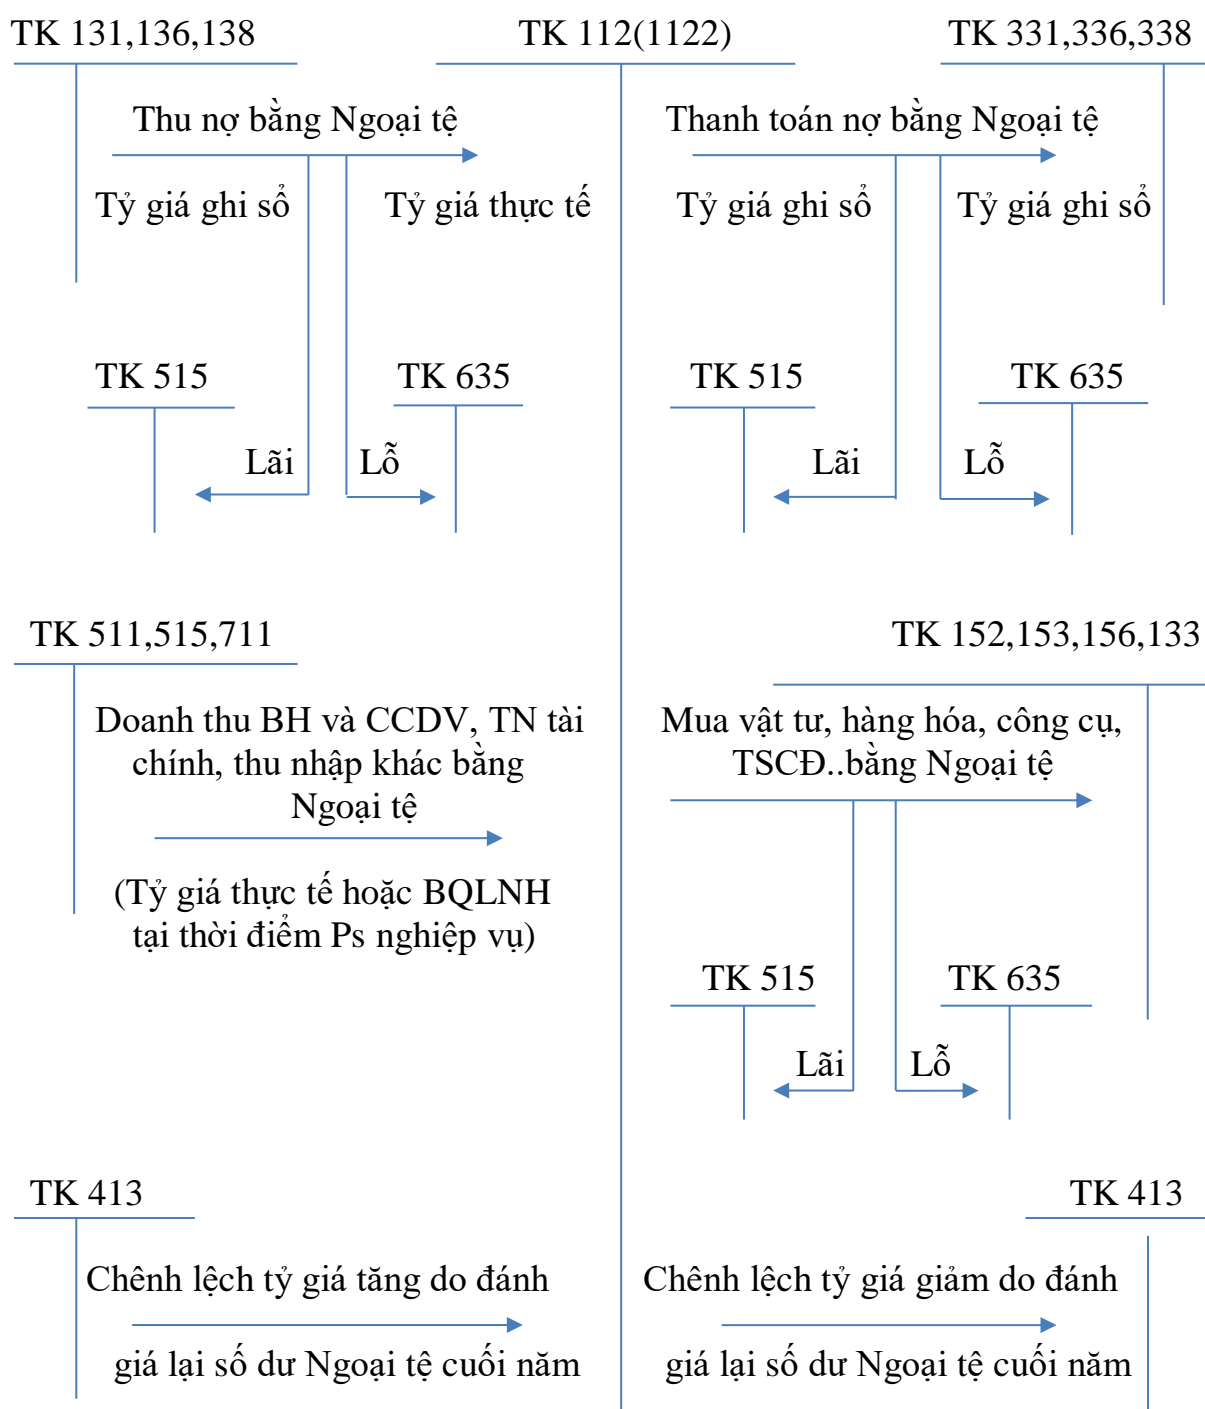 TK 131,136,138
TK 112(1122)
TK 331,336,338
Thu nợ bằng Ngoại tệ
Thanh toán nợ bằng Ngoại tệ
Tỷ giá ghi sổ
Tỷ giá thực tế
Tỷ giá ghi sổ
Tỷ giá ghi sổ
TK 515
TK 635
TK 515
TK 635
Lãi
Lỗ
Lãi
Lỗ
TK 511,515,711
TK 152,153,156,133
Doanh thu BH và CCDV, TN tài
chính, thu nhập khác bằng
Ngoại tệ
Mua vật tư, hàng hóa, công cụ,
TSCĐ..bằng Ngoại tệ
(Tỷ giá thực tế hoặc BQLNH
tại thời điểm Ps nghiệp vụ)
TK 515
TK 635
Lãi
Lỗ
TK 413
TK 413
Chênh lệch tỷ giá tăng do đánh
giá lại số dư Ngoại tệ cuối năm
Chênh lệch tỷ giá giảm do đánh
giá lại số dư Ngoại tệ cuối năm